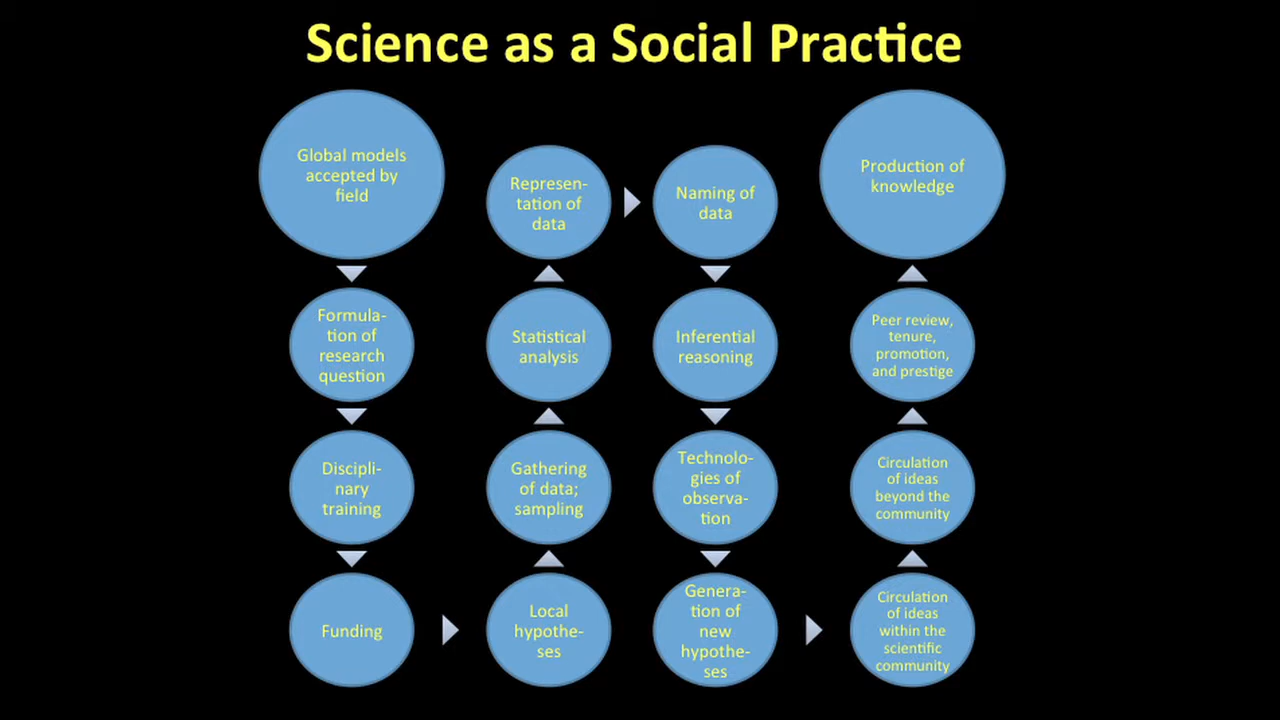 Science as a Social Practice
Global models
accepted by
field
Formula-
tion of
research
question
Discipli-
nary
training
Funding
Local
hypothe-
ses
Gathering
of data;
sampling
Statistical
analysis
Represen-
tation of
data
Naming of
data
Inferential
reasoning
Technolo-
gies of
observa-
tion
Genera-
tion of
new
hypothe-
ses
Circulation
of ideas
within the
scientific
community
Circulation
of ideas
beyond the
community
Peer review,
tenure,
promotion,
and prestige
Production of
knowledge